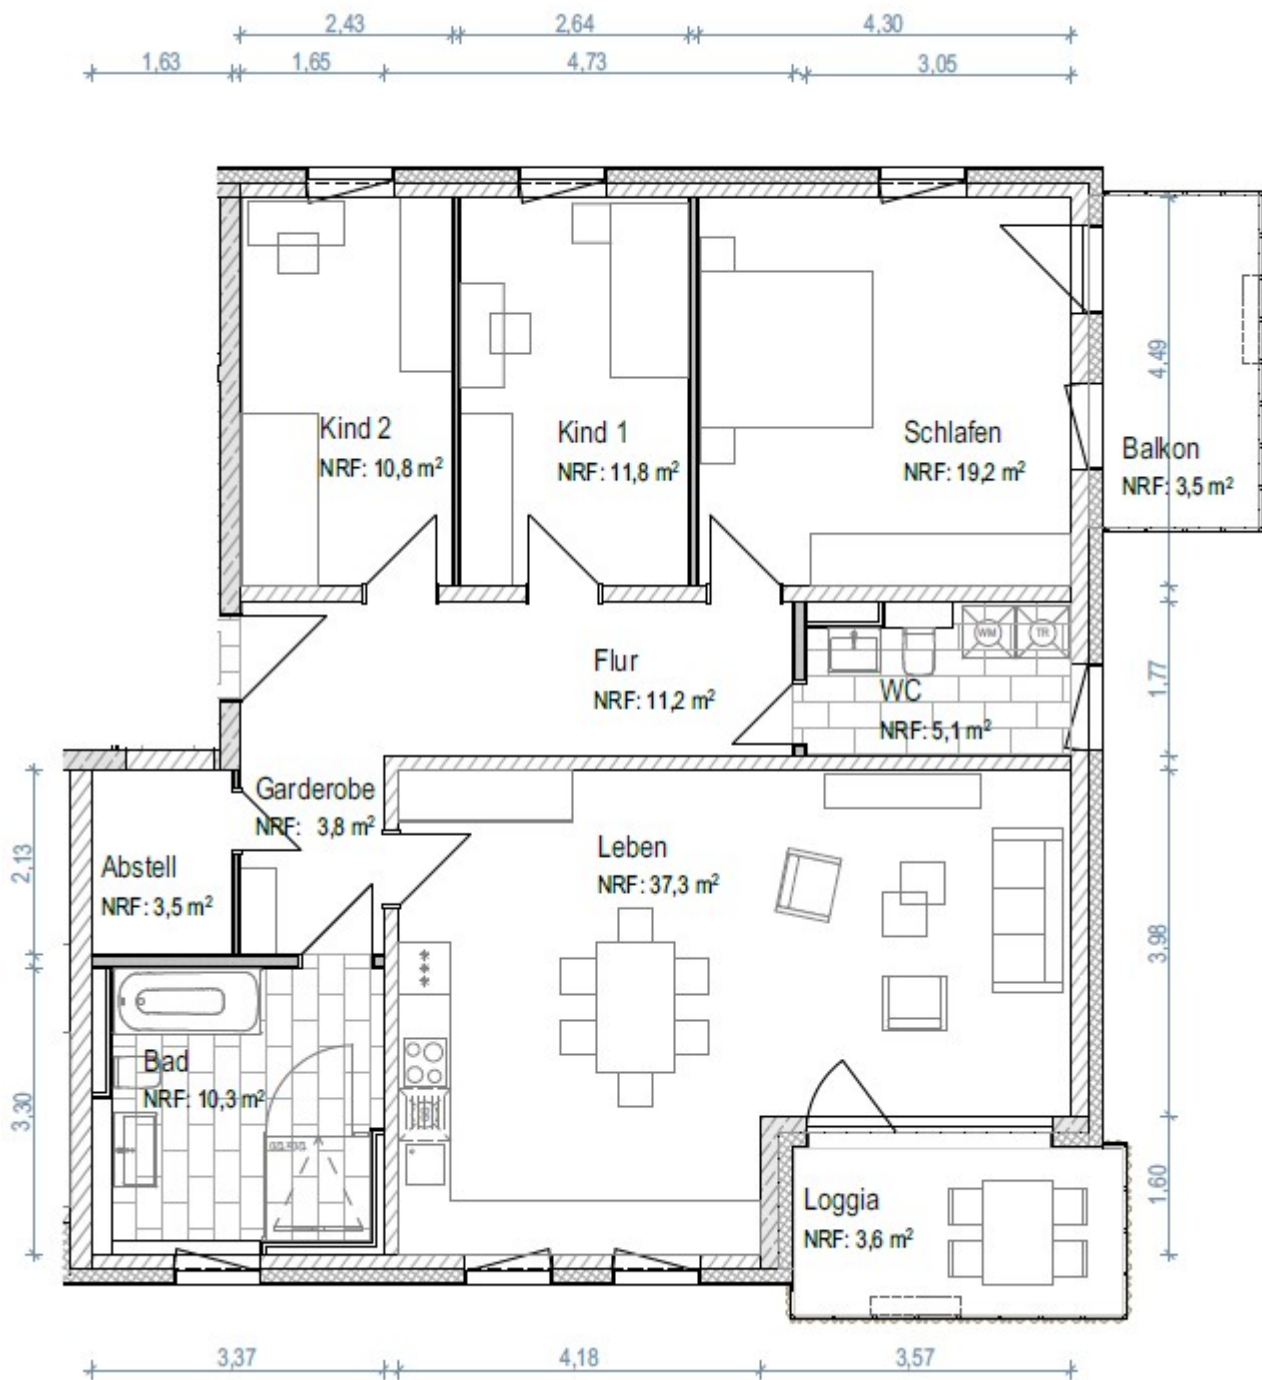 2,43 2,64 4,30
1,63 1,65 4,73 3,05
Kind 2
NRF: 10,8 m²
Kind 1
NRF: 11,8 m²
Schlafen
NRF: 19,2 m²
4,49
Balkon
NRF: 3,5 m²
WM
TR
Flur
NRF: 11,2 m²
WC
NRF: 5,1 m²
1,77
Garderobe
NRF: 3,8 m²
Abstell
NRF: 3,5 m²
2,13
Leben
NRF: 37,3 m²
3,98
Bad
NRF: 10,3 m²
3,30
Loggia
NRF: 3,6 m²
1,60
3,37 4,18 3,57